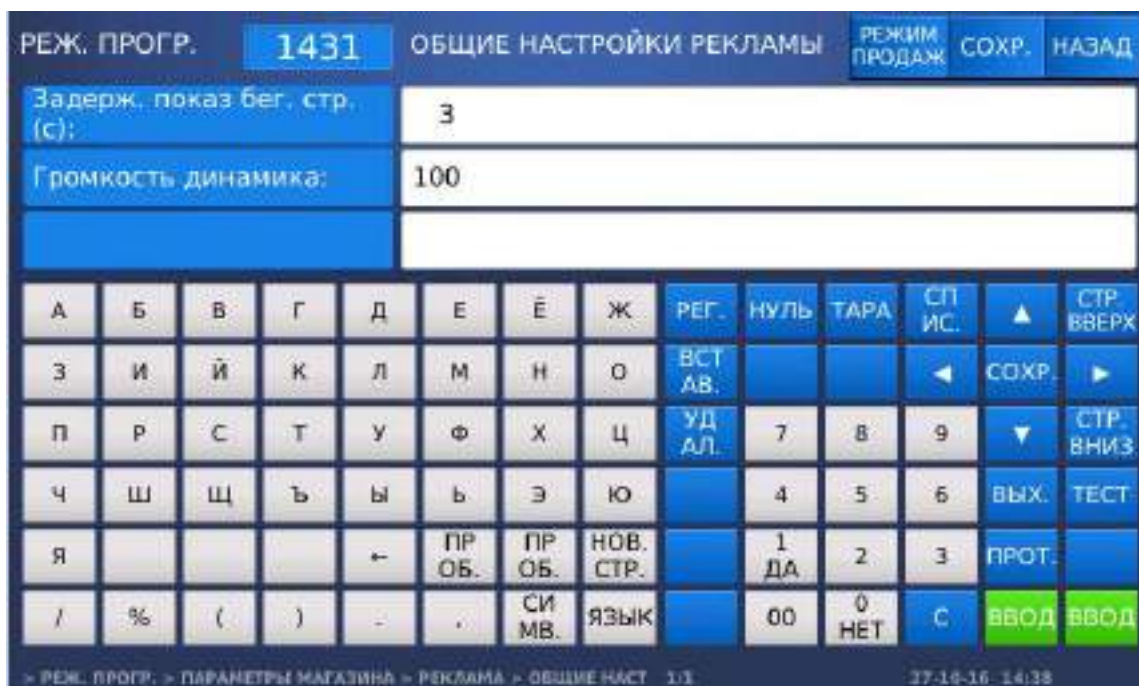 РЕЖ. ПРОГР. 1431 ОБЩИЕ НАСТРОЙКИ РЕКЛАМЫ РЕЖИМ ПРОДАЖ СОХР. НАЗАД
Задерж. показ бег. стр. (с): 3
Громкость динамика: 100
А Б В Г Д Е Ё Ж РЕГ. НУЛЬ ТАРА СП ИС. ▲ СТР. ВВЕРХ
З И Й К Л М Н О ВСТ АВ. ◄ СОХР. ►
П Р С Т У Ф Х Ц УД АЛ. 7 8 9 ▼ СТР. ВНИЗ
Ч Ш Щ Ъ Ы Ь Э Ю 4 5 6 ВЫХ. ТЕСТ
Я ← ПР ОБ. ПР ОБ. НОВ. СТР. 1 ДА 2 3 ПРОТ.
/ % ( ) - . СИ МВ. ЯЗЫК 00 0 НЕТ С ВВОД ВВОД
> РЕЖ. ПРОГР. > ПАРАМЕТРЫ МАГАЗИНА > РЕКЛАМА > ОБЩИЕ НАСТ 1/1 27-10-16 14:38